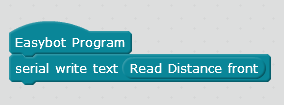 Easybot Program
serial write text Read Distance front